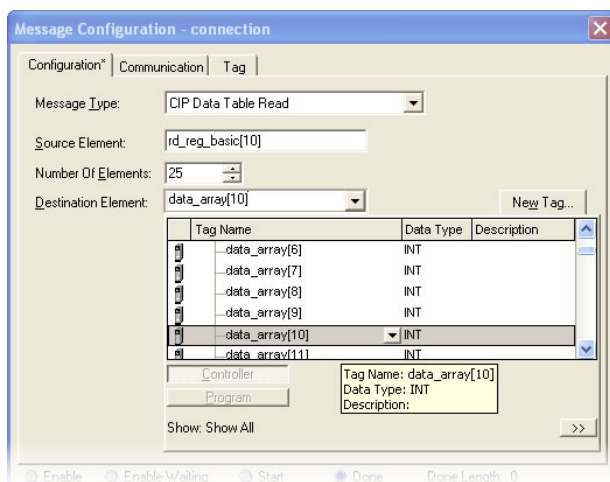 Message Configuration - connection
Configuration* Communication Tag
Message Type: CIP Data Table Read
Source Element: rd_reg_basic[10]
Number Of Elements: 25
Destination Element: data_array[10] New Tag...
Tag Name Data Type Description
data_array[6] INT
data_array[7] INT
data_array[8] INT
data_array[9] INT
data_array[10] INT
data_array[11] INT
Controller
Program
Tag Name: data_array[10]
Data Type: INT
Description:
Show: Show All >>
Enable Enable Waiting Start Done Done Length: 0